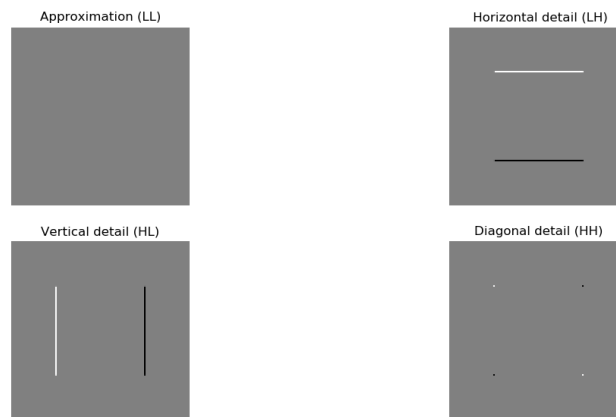 Approximation (LL)
Horizontal detail (LH)
Vertical detail (HL)
Diagonal detail (HH)